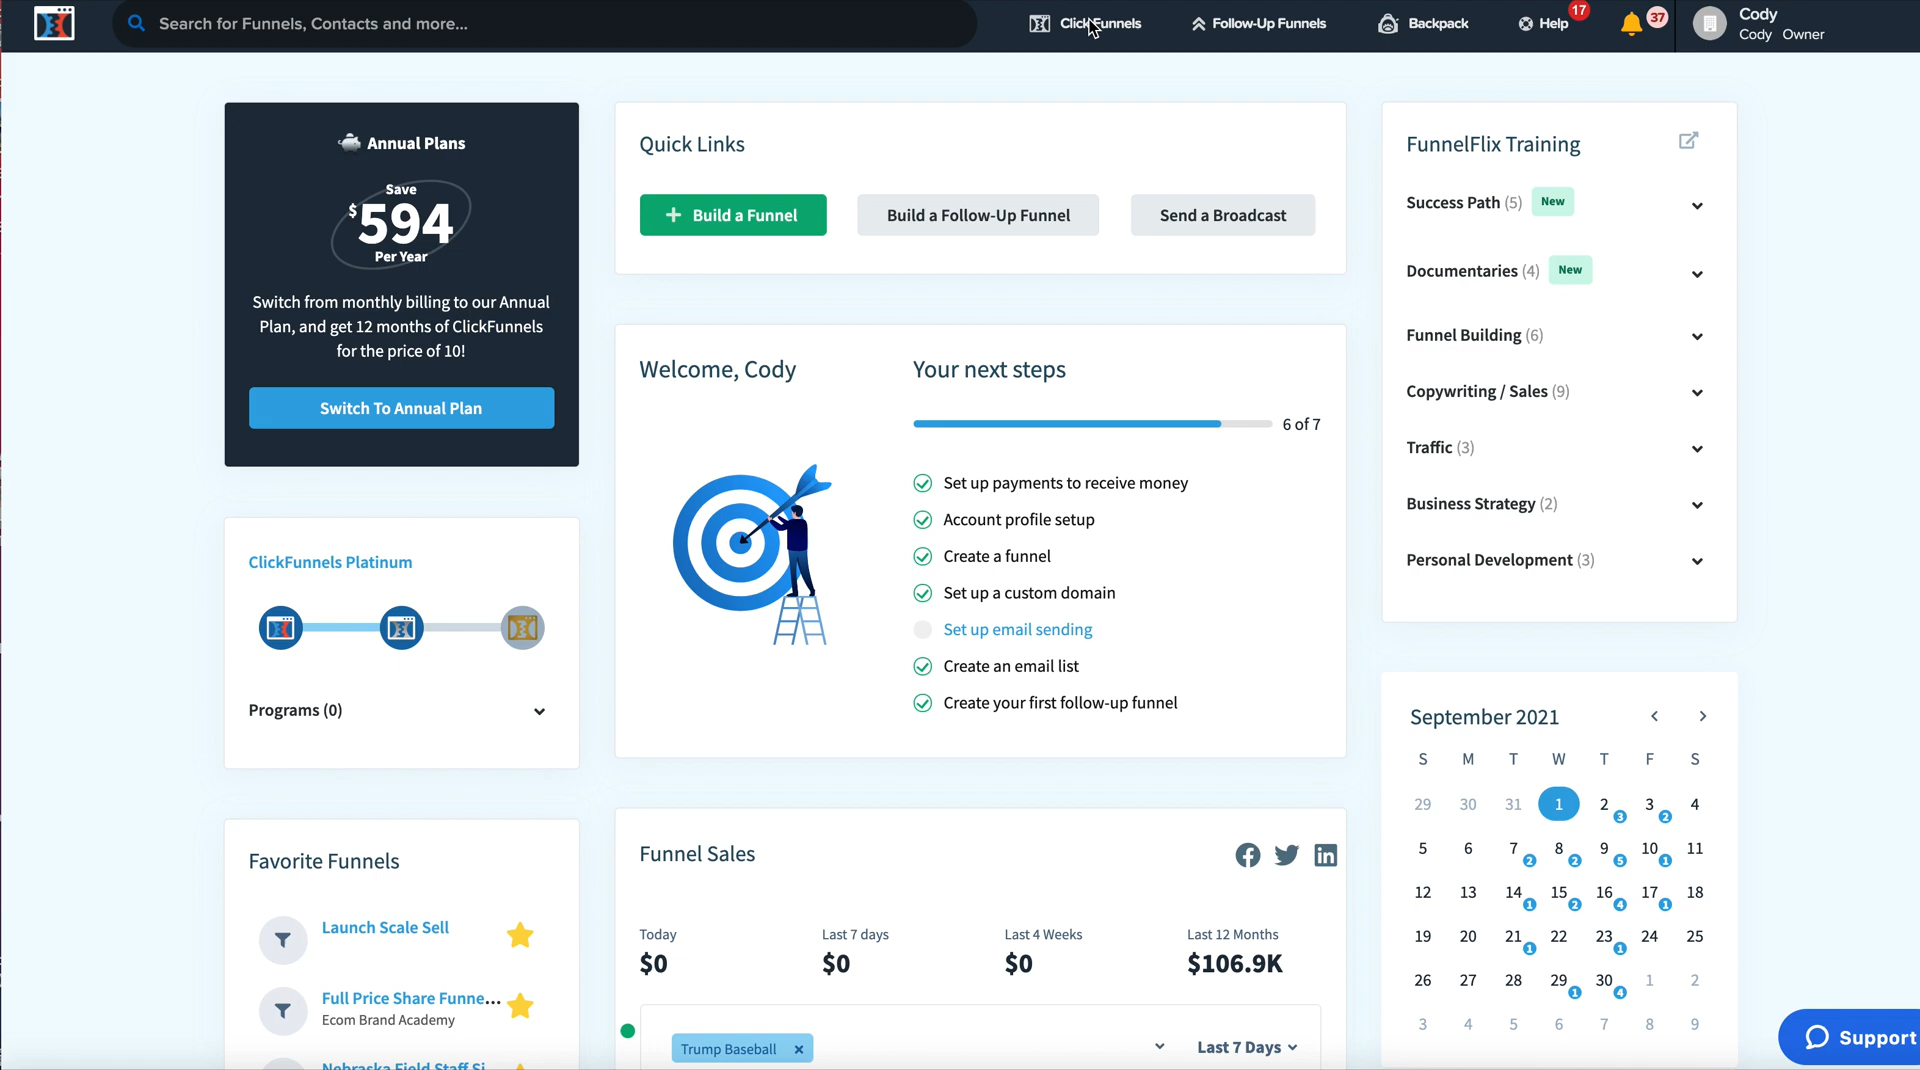 Search for Funnels, Contacts and more...
ClickFunnels
Follow-Up Funnels
Backpack
Help
17
37
Cody
Cody Owner
Annual Plans
Save
$594
Per Year
Switch from monthly billing to our Annual
Plan, and get 12 months of ClickFunnels
for the price of 10!
Switch To Annual Plan
ClickFunnels Platinum
Programs (0)
Favorite Funnels
Launch Scale Sell
Full Price Share Funne...
Ecom Brand Academy
Nebraska Field Staff Si
Quick Links
+ Build a Funnel
Build a Follow-Up Funnel
Send a Broadcast
Welcome, Cody
Your next steps
6 of 7
Set up payments to receive money
Account profile setup
Create a funnel
Set up a custom domain
Set up email sending
Create an email list
Create your first follow-up funnel
Funnel Sales
Today
$0
Last 7 days
$0
Last 4 Weeks
$0
Last 12 Months
$106.9K
Trump Baseball ×
Last 7 Days
FunnelFlix Training
Success Path (5) New
Documentaries (4) New
Funnel Building (6)
Copywriting / Sales (9)
Traffic (3)
Business Strategy (2)
Personal Development (3)
September 2021
S M T W T F S
29 30 31 1 2 3 4
3 2
5 6 7 8 9 10 11
2 2 5 1
12 13 14 15 16 17 18
1 2 4 1
19 20 21 22 23 24 25
1 1
26 27 28 29 30 1 2
1 4
3 4 5 6 7 8 9
Support